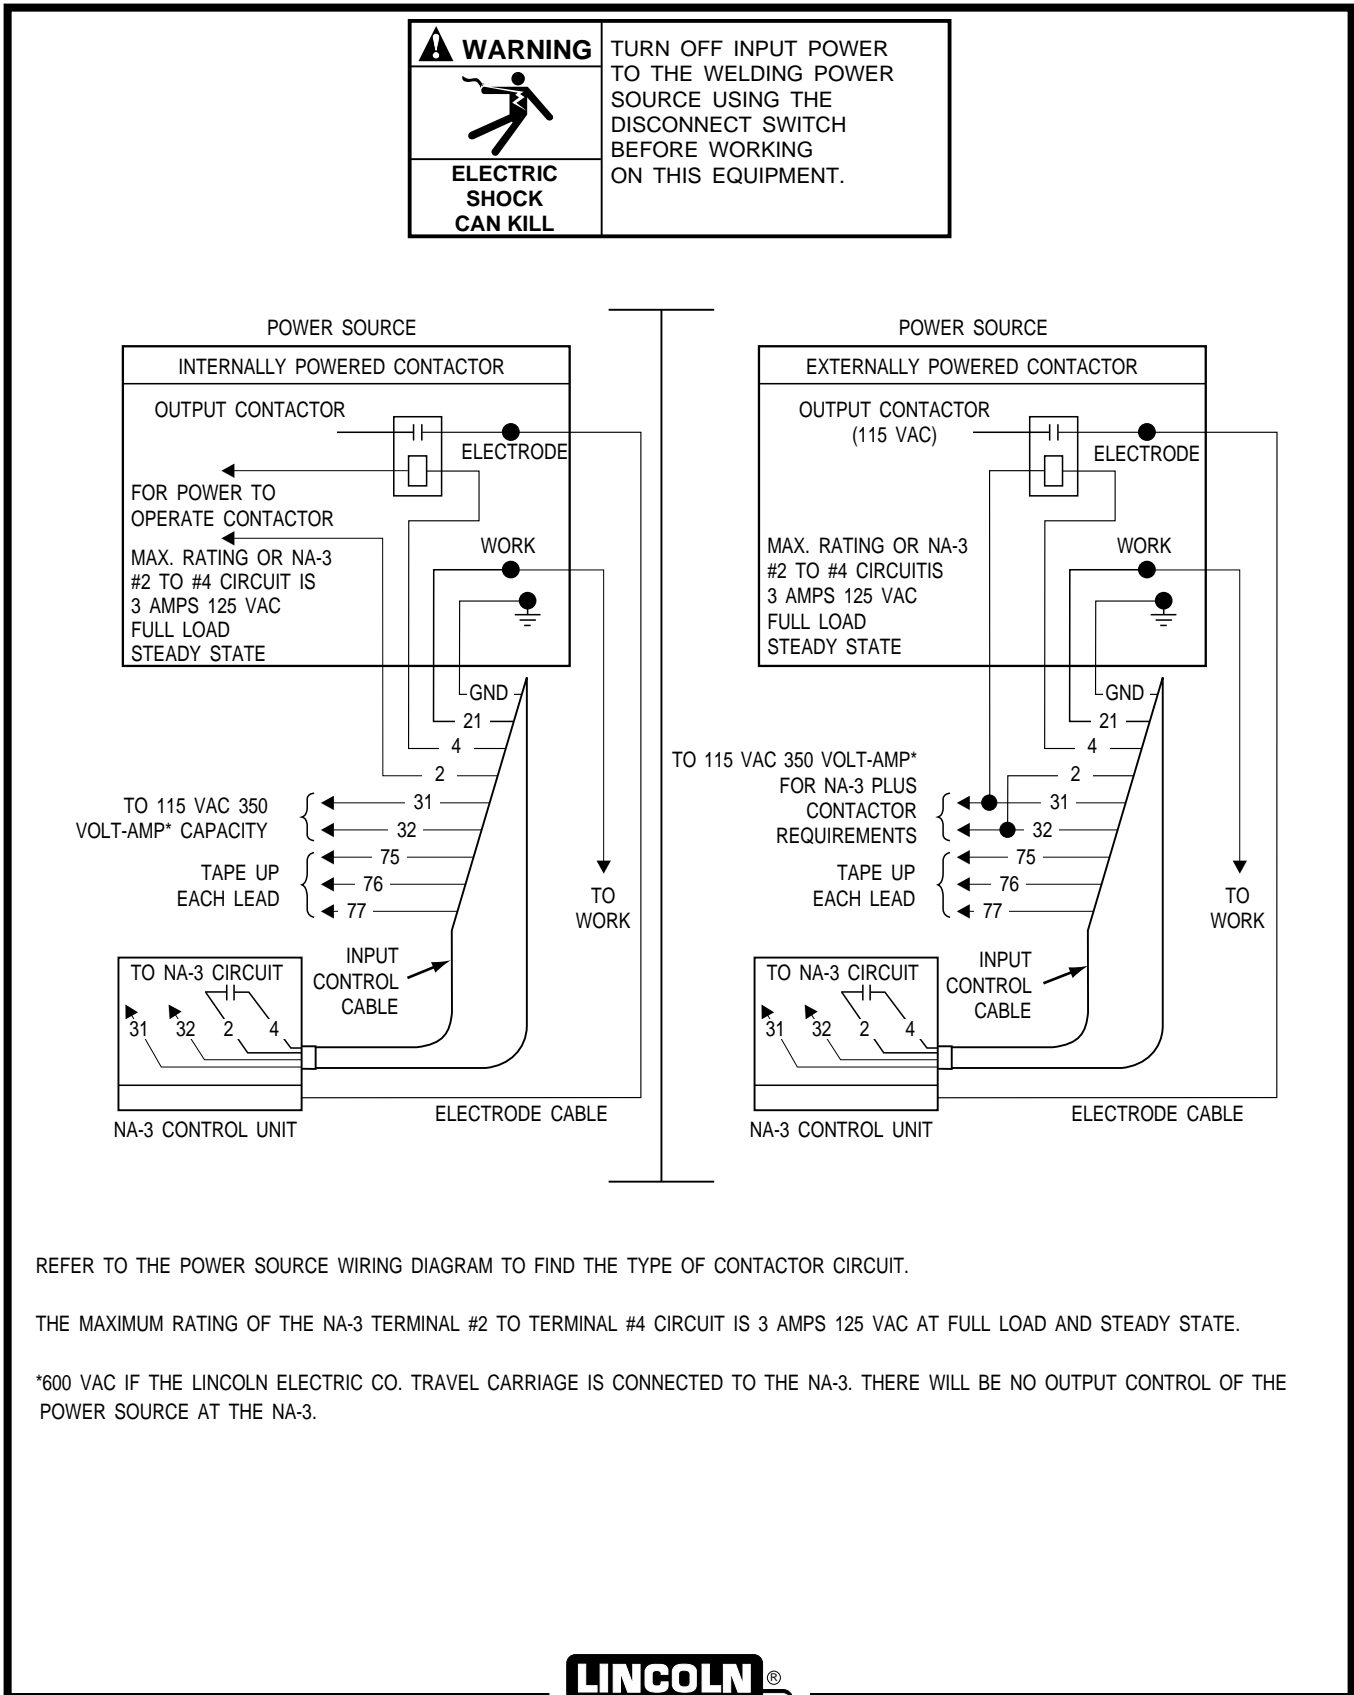 WARNING
ELECTRIC
SHOCK
CAN KILL
TURN OFF INPUT POWER
TO THE WELDING POWER
SOURCE USING THE
DISCONNECT SWITCH
BEFORE WORKING
ON THIS EQUIPMENT.
POWER SOURCE
INTERNALLY POWERED CONTACTOR
OUTPUT CONTACTOR
ELECTRODE
FOR POWER TO
OPERATE CONTACTOR
MAX. RATING OR NA-3
#2 TO #4 CIRCUIT IS
3 AMPS 125 VAC
FULL LOAD
STEADY STATE
WORK
GND
21
4
2
31
32
75
76
77
TO 115 VAC 350
VOLT-AMP* CAPACITY
TAPE UP
EACH LEAD
TO
WORK
INPUT
CONTROL
CABLE
TO NA-3 CIRCUIT
31 32 2 4
ELECTRODE CABLE
NA-3 CONTROL UNIT
POWER SOURCE
EXTERNALLY POWERED CONTACTOR
OUTPUT CONTACTOR
(115 VAC)
ELECTRODE
MAX. RATING OR NA-3
#2 TO #4 CIRCUITIS
3 AMPS 125 VAC
FULL LOAD
STEADY STATE
WORK
GND
21
4
2
31
32
75
76
77
TO 115 VAC 350 VOLT-AMP*
FOR NA-3 PLUS
CONTACTOR
REQUIREMENTS
TAPE UP
EACH LEAD
TO
WORK
INPUT
CONTROL
CABLE
TO NA-3 CIRCUIT
31 32 2 4
ELECTRODE CABLE
NA-3 CONTROL UNIT
REFER TO THE POWER SOURCE WIRING DIAGRAM TO FIND THE TYPE OF CONTACTOR CIRCUIT.
THE MAXIMUM RATING OF THE NA-3 TERMINAL #2 TO TERMINAL #4 CIRCUIT IS 3 AMPS 125 VAC AT FULL LOAD AND STEADY STATE.
*600 VAC IF THE LINCOLN ELECTRIC CO. TRAVEL CARRIAGE IS CONNECTED TO THE NA-3. THERE WILL BE NO OUTPUT CONTROL OF THE
POWER SOURCE AT THE NA-3.
LINCOLN ®